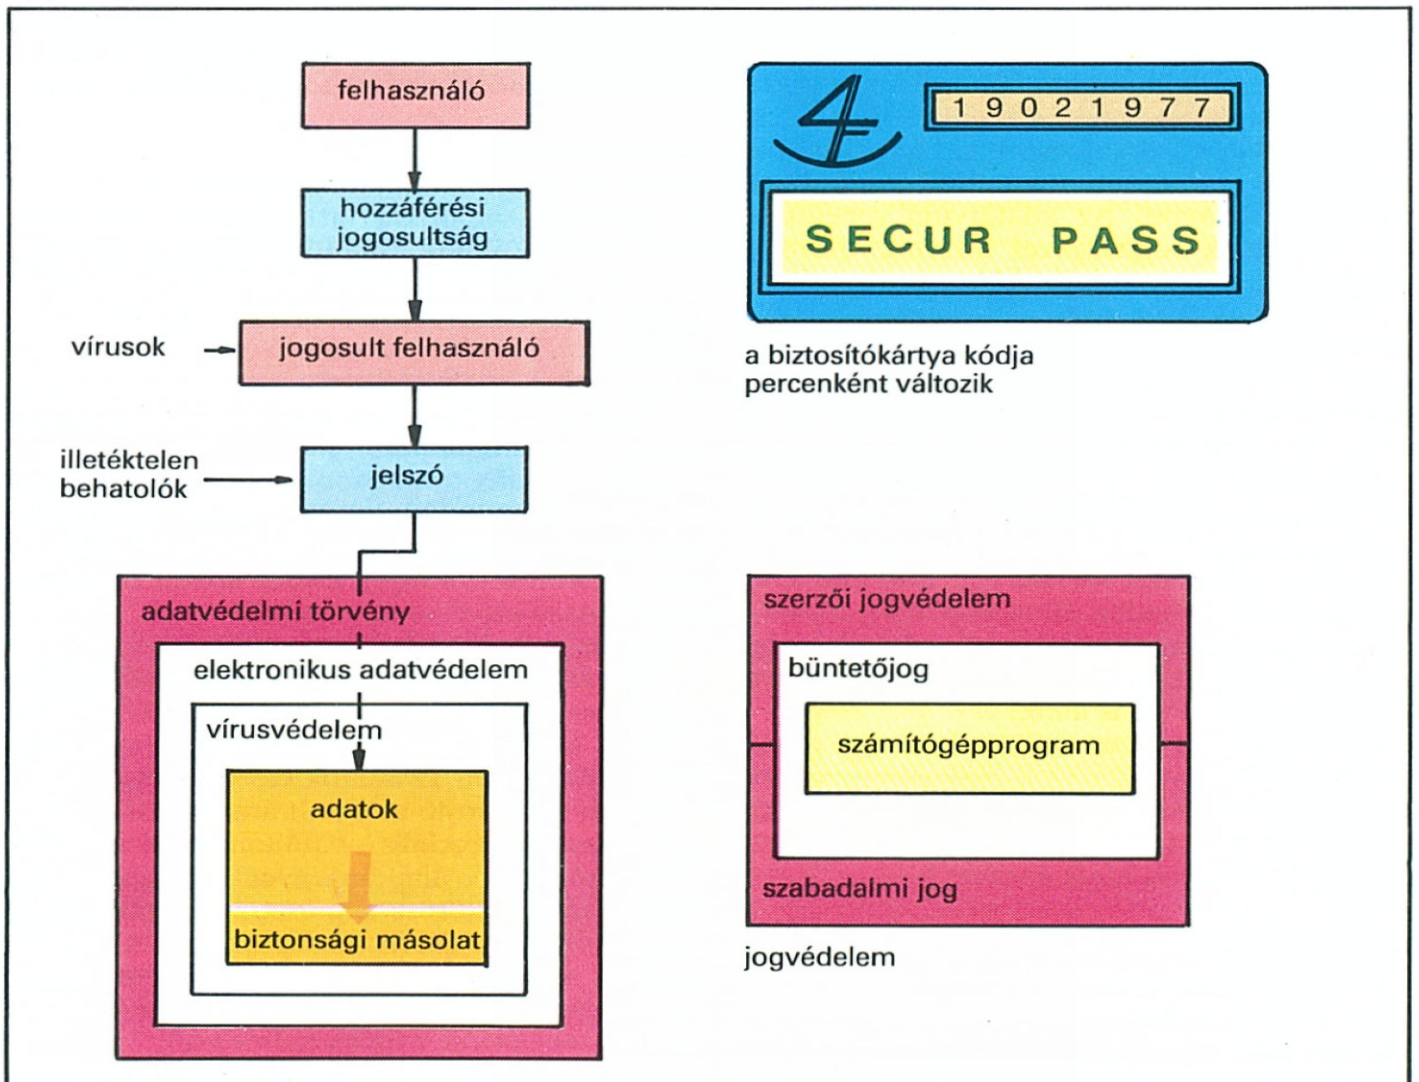 felhasználó
hozzáférési
jogosultság
vírusok
jogosult felhasználó
illetéktelen
behatolók
jelszó
adatvédelmi törvény
elektronikus adatvédelem
vírusvédelem
adatok
biztonsági másolat
19021977
SECUR PASS
a biztosítókártya kódja
percenként változik
szerzői jogvédelem
büntetőjog
számítógépprogram
szabadalmi jog
jogvédelem